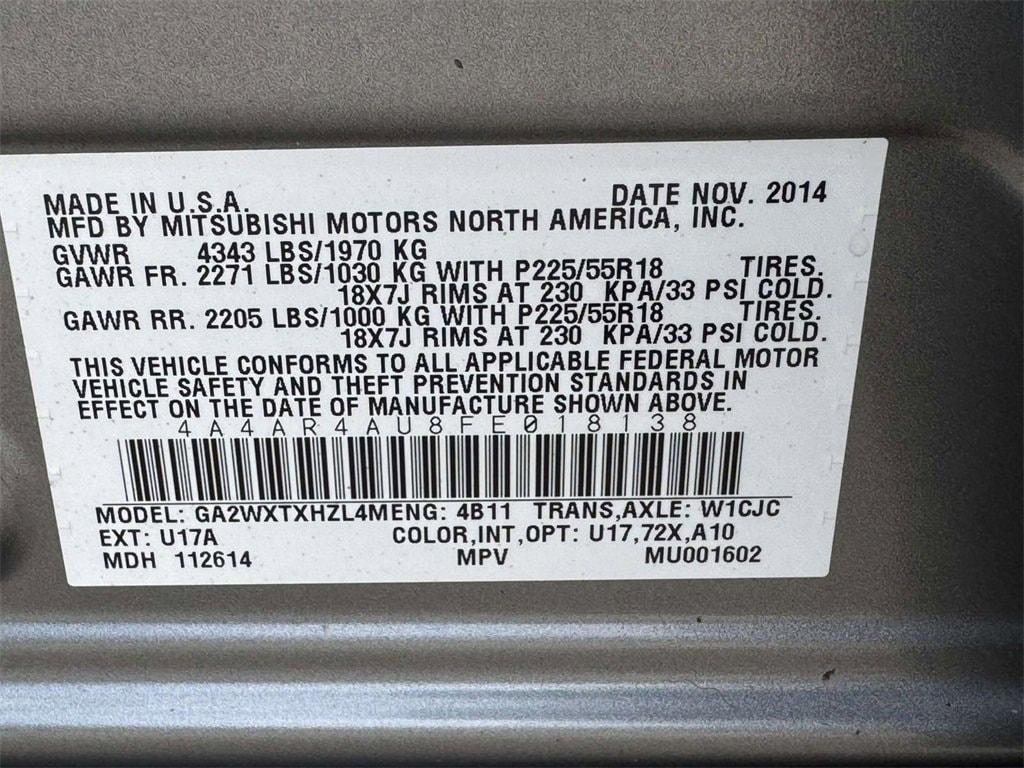 MADE IN U.S.A. DATE NOV. 2014
MFD BY MITSUBISHI MOTORS NORTH AMERICA, INC.
GVWR 4343 LBS/1970 KG
GAWR FR. 2271 LBS/1030 KG WITH P225/55R18 TIRES.
18X7J RIMS AT 230 KPA/33 PSI COLD.
GAWR RR. 2205 LBS/1000 KG WITH P225/55R18 TIRES.
18X7J RIMS AT 230 KPA/33 PSI COLD.
THIS VEHICLE CONFORMS TO ALL APPLICABLE FEDERAL MOTOR
VEHICLE SAFETY AND THEFT PREVENTION STANDARDS IN
EFFECT ON THE DATE OF MANUFACTURE SHOWN ABOVE.
4A4AR4AU8FE018138
MODEL: GA2WXTXHZL4MENG: 4B11 TRANS,AXLE: W1CJC
EXT: U17A COLOR,INT,OPT: U17,72X,A10
MDH 112614 MPV MU001602